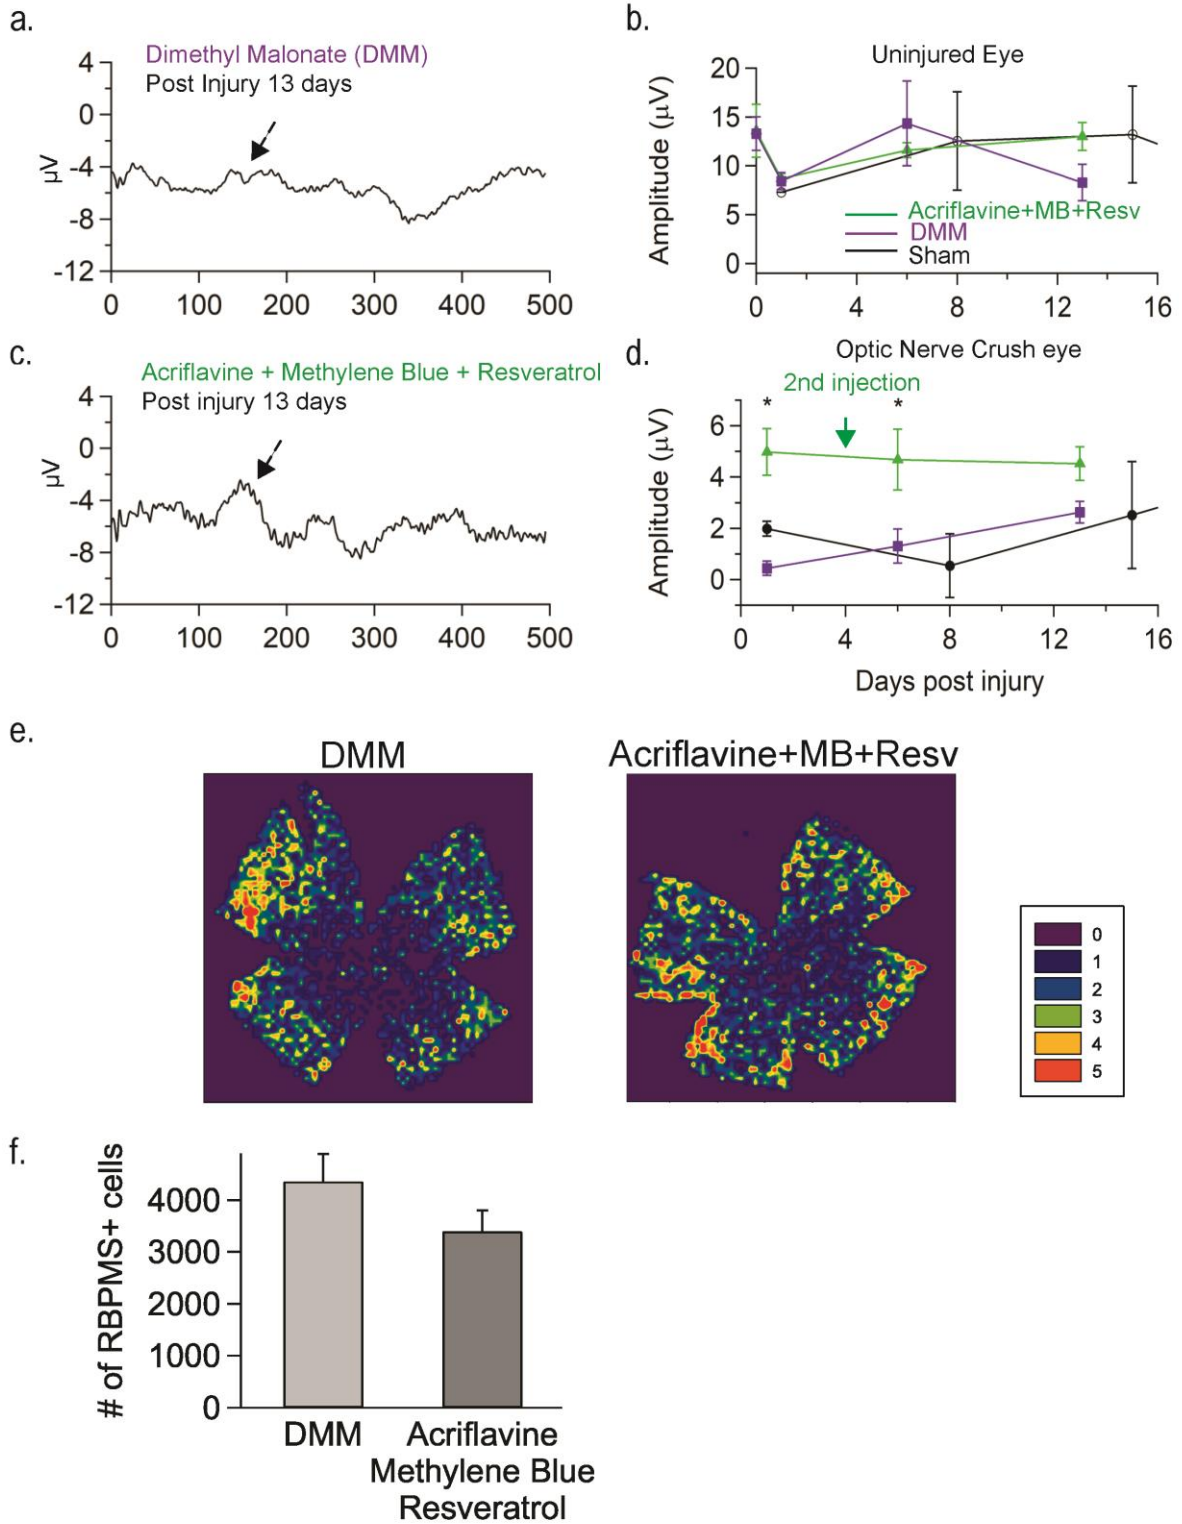 a.
Dimethyl Malonate (DMM)
Post Injury 13 days
4
0
-4
-8
-12
µV
0 100 200 300 400 500
b.
Uninjured Eye
20
15
10
5
0
Amplitude (µV)
Acriflavine+MB+Resv
DMM
Sham
0 4 8 12 16
c.
Acriflavine + Methylene Blue + Resveratrol
Post injury 13 days
4
0
-4
-8
-12
µV
0 100 200 300 400 500
d.
Optic Nerve Crush eye
2nd injection
* *
6
4
2
0
Amplitude (µV)
0 4 8 12 16
Days post injury
e.
DMM
Acriflavine+MB+Resv
0
1
2
3
4
5
f.
# of RBPMS+ cells
4000
3000
2000
1000
0
DMM
Acriflavine
Methylene Blue
Resveratrol